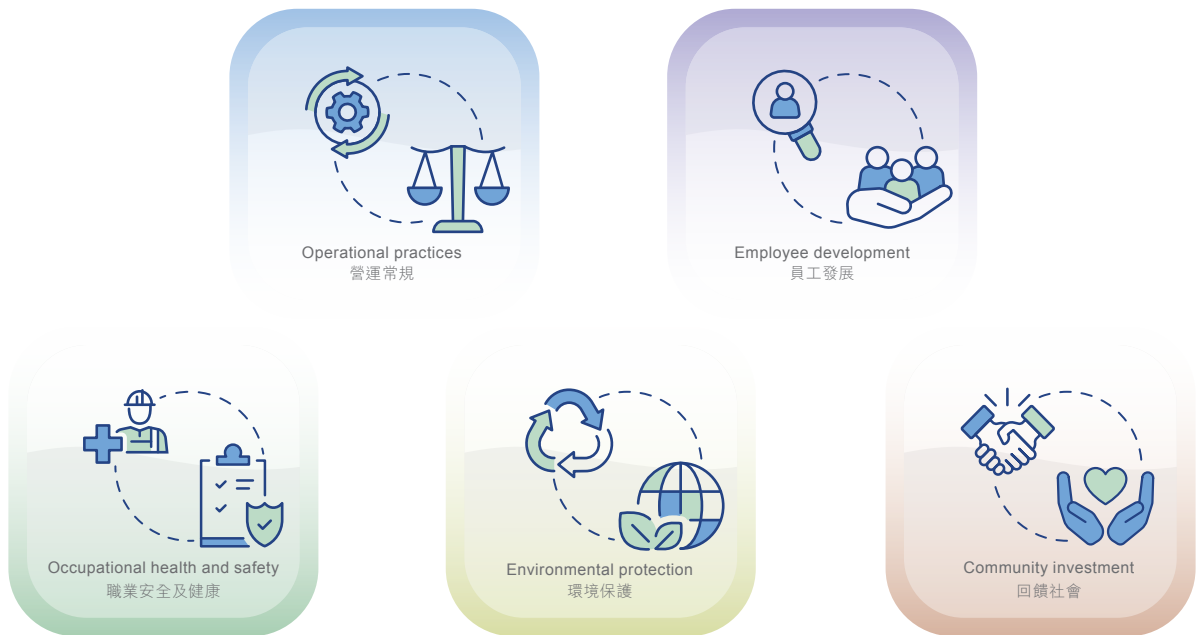 Operational practices
營運常規
Employee development
員工發展
Occupational health and safety
職業安全及健康
Environmental protection
環境保護
Community investment
回饋社會